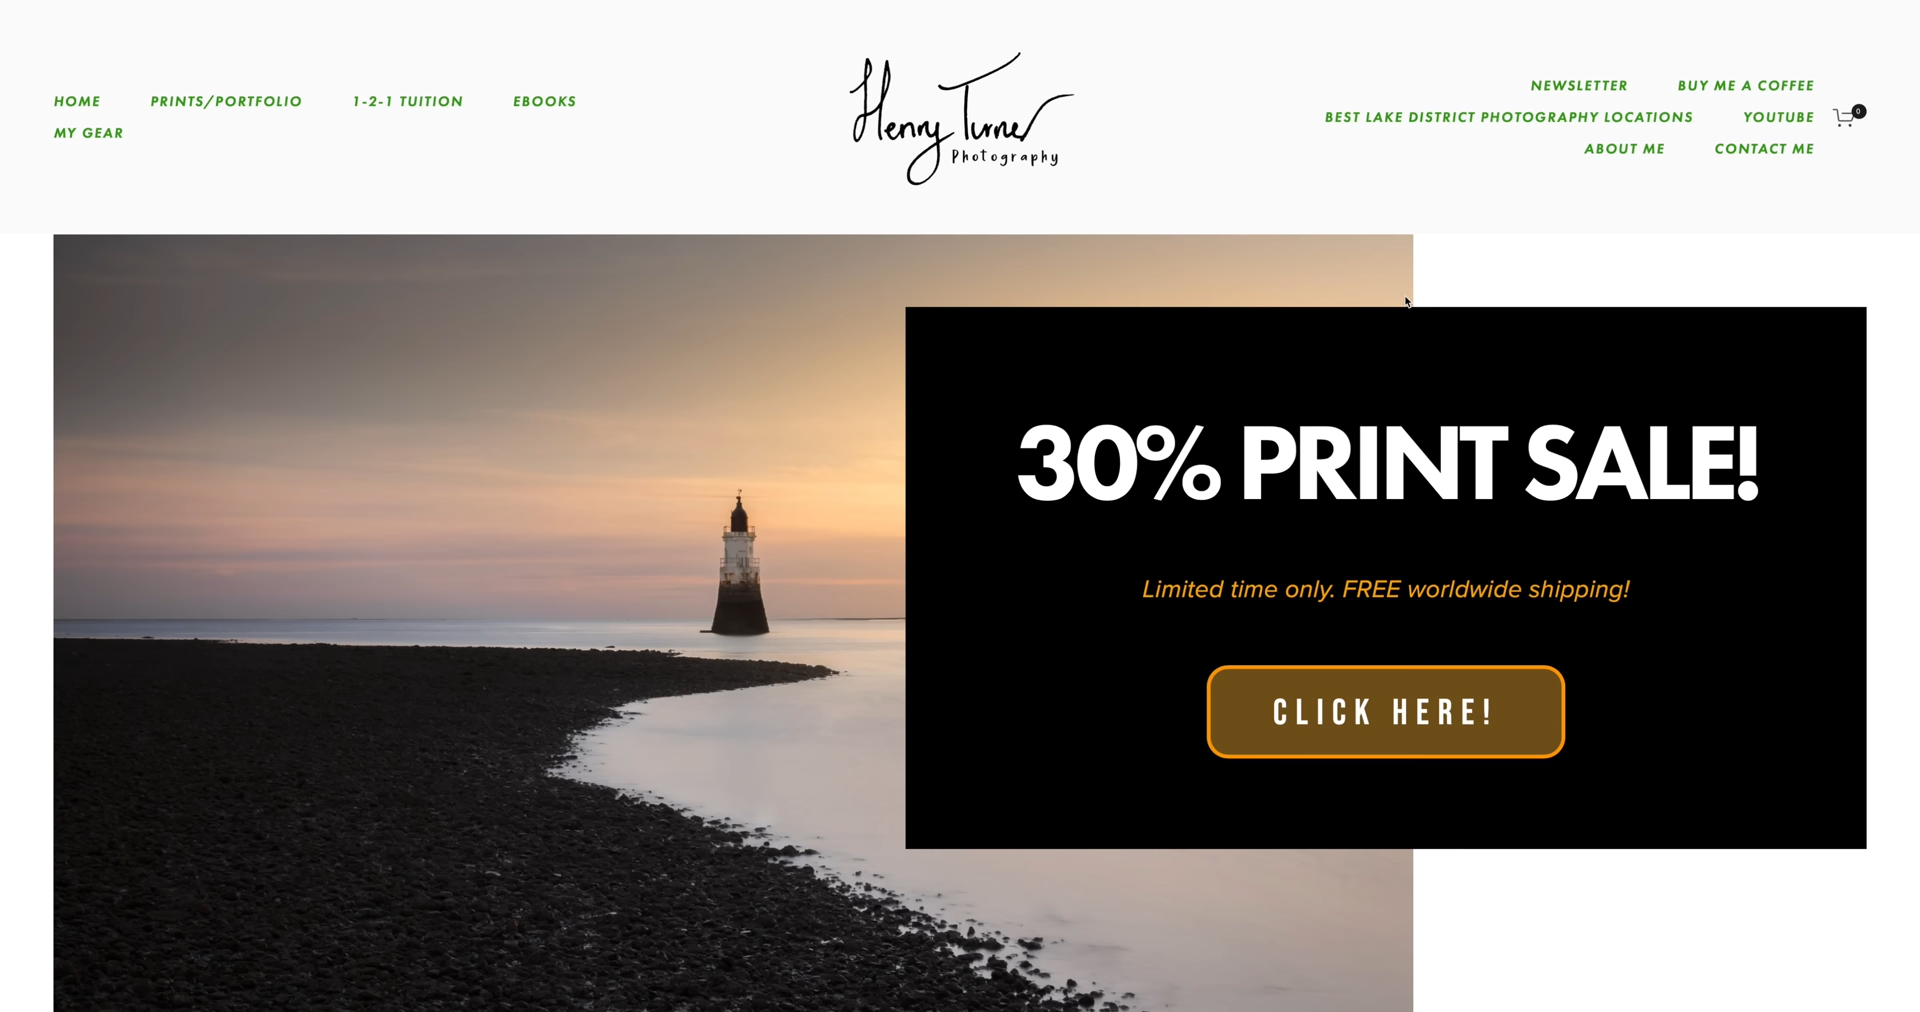 HOME PRINTS/PORTFOLIO 1-2-1 TUITION EBOOKS
MY GEAR
Henry Turner
Photography
NEWSLETTER BUY ME A COFFEE
BEST LAKE DISTRICT PHOTOGRAPHY LOCATIONS YOUTUBE
0
ABOUT ME CONTACT ME
30% PRINT SALE!
Limited time only. FREE worldwide shipping!
CLICK HERE!